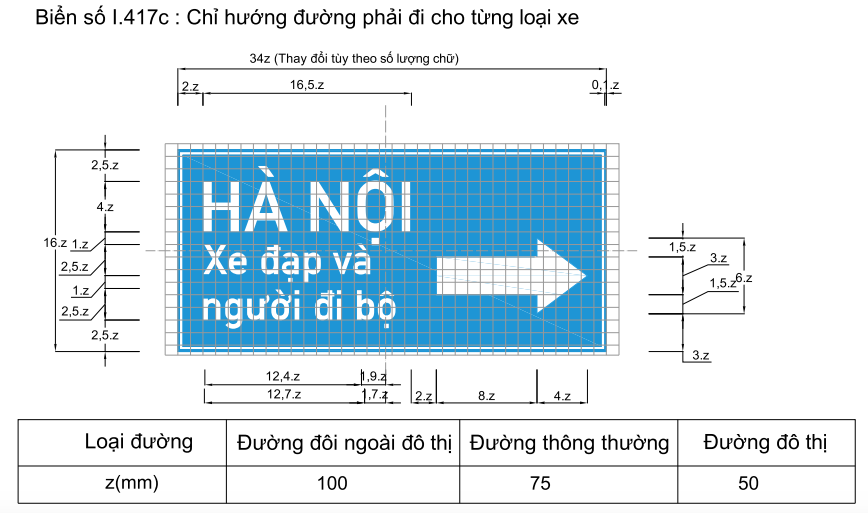 Biển số I.417c : Chỉ hướng đường phải đi cho từng loại xe
34z (Thay đổi tùy theo số lượng chữ)
2.z 16,5.z 0,1.z
2,5.z
4.z
16.z 1.z
2,5.z
1.z
2,5.z
2,5.z
HÀ NỘI
Xe đạp và
người đi bộ
1,5.z
3.z
6.z
1,5.z
3.z
12,4.z 1,9.z
12,7.z 1,7.z 2.z 8.z 4.z
Loại đường Đường đôi ngoài đô thị Đường thông thường Đường đô thị
z(mm) 100 75 50